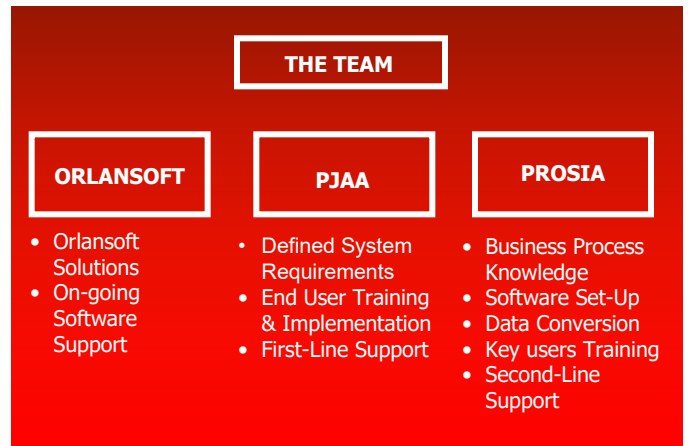 THE TEAM
ORLANSOFT
• Orlansoft
Solutions
• On-going
Software
Support
PJAA
• Defined System
Requirements
• End User Training
& Implementation
• First-Line Support
PROSIA
• Business Process
Knowledge
• Software Set-Up
• Data Conversion
• Key users Training
• Second-Line
Support